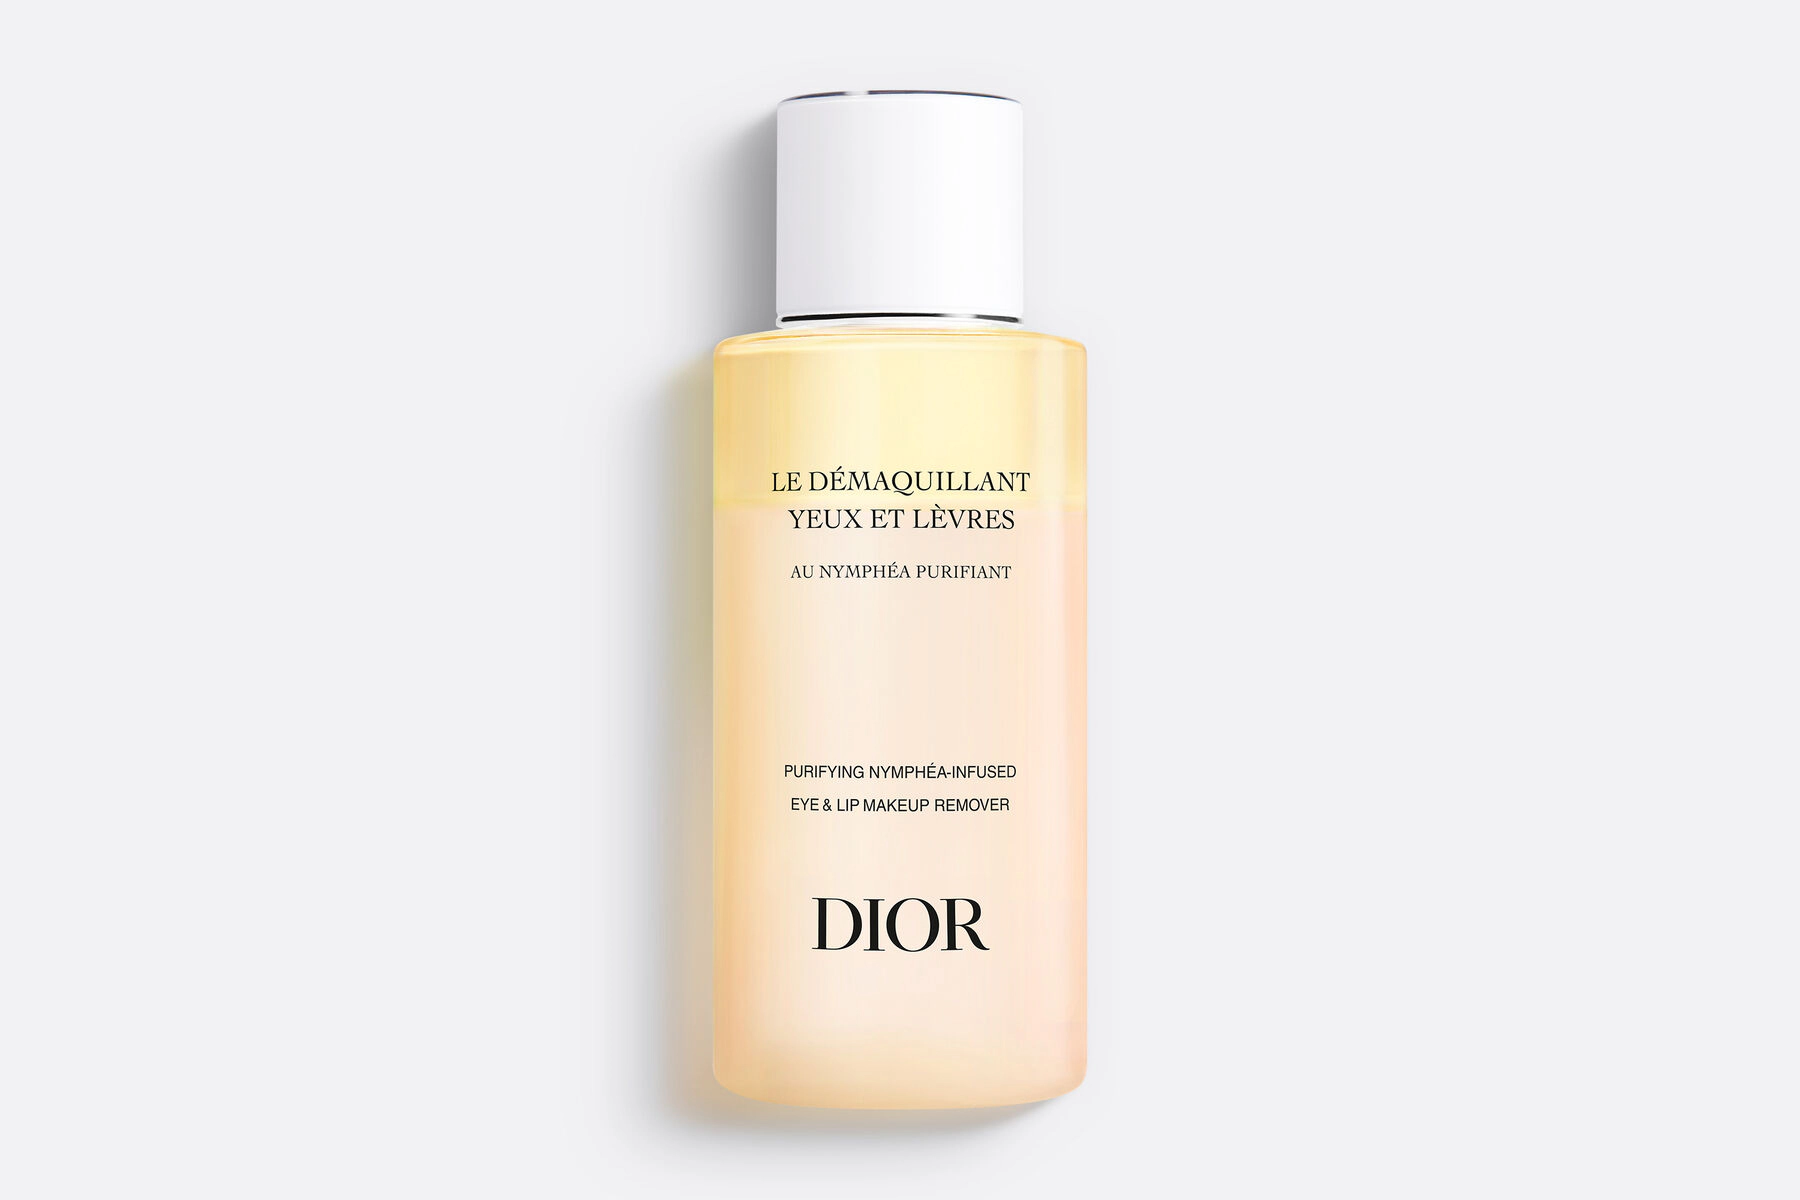 LE DÉMAQUILLANT
YEUX ET LÈVRES
AU NYMPHÉA PURIFIANT
PURIFYING NYMPHÉA-INFUSED
EYE & LIP MAKEUP REMOVER
DIOR